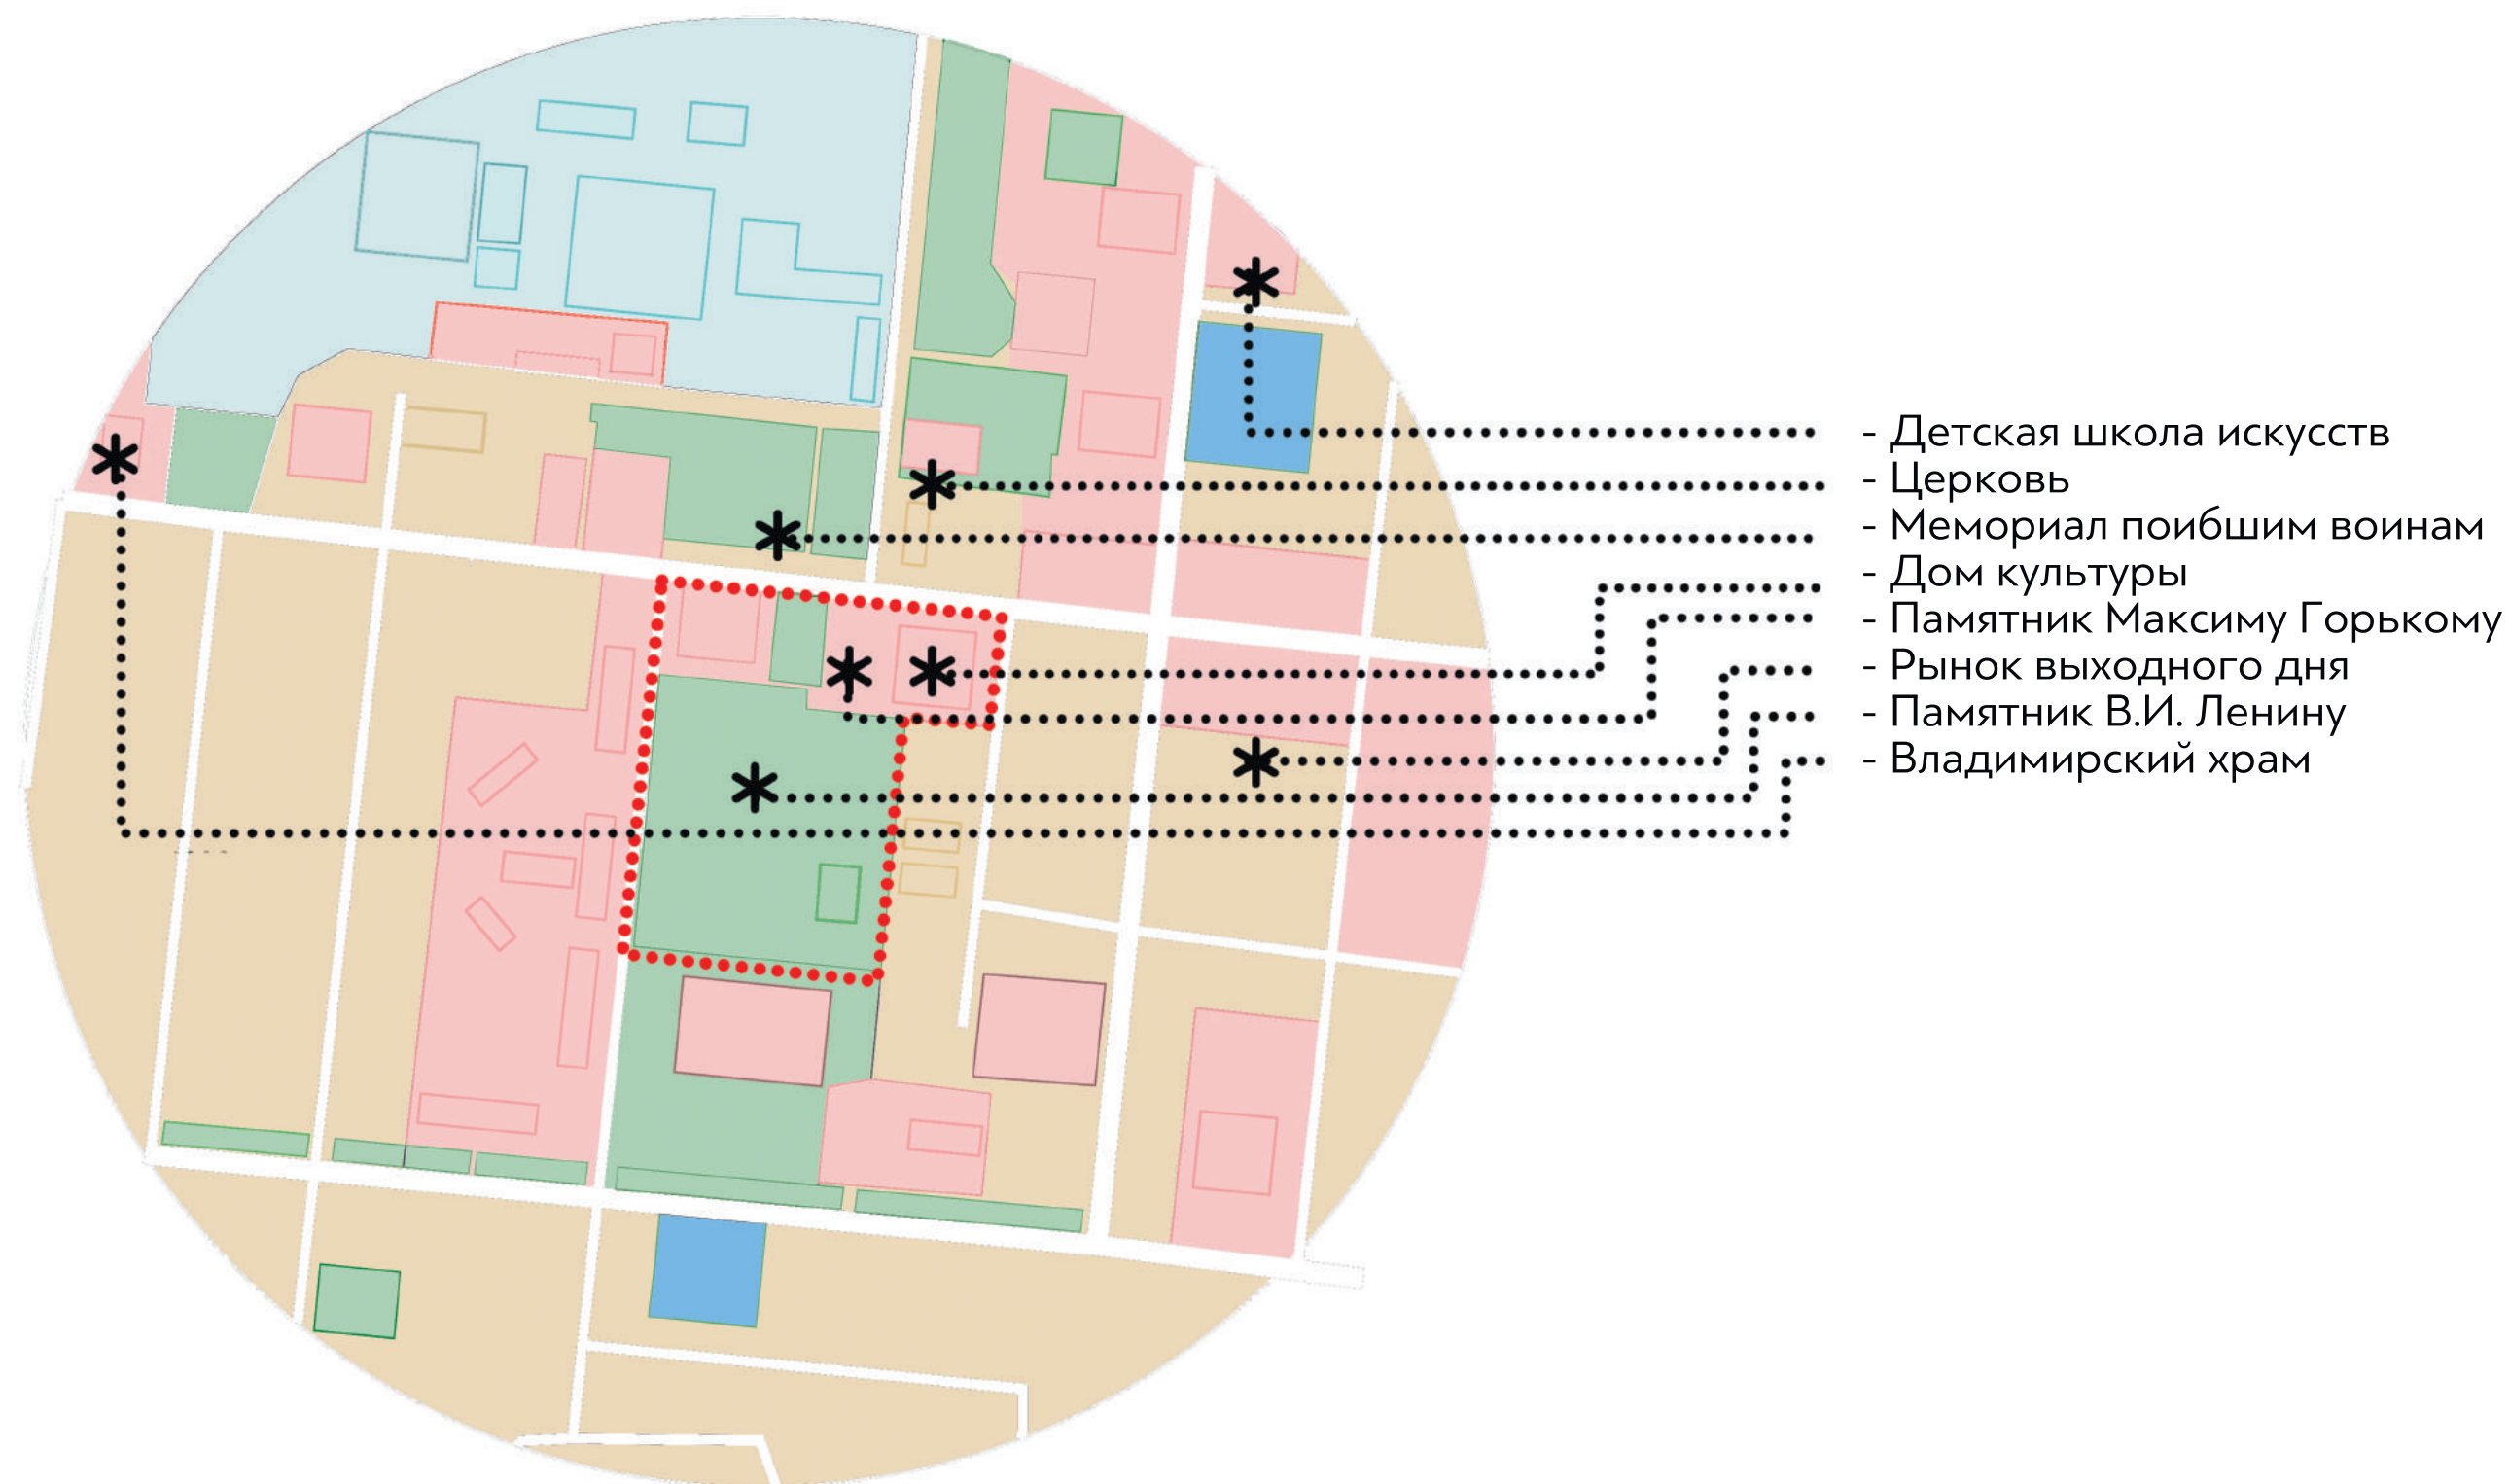 - Детская школа искусств
- Церковь
- Мемориал поибшим воинам
- Дом культуры
- Памятник Максиму Горькому
- Рынок выходного дня
- Памятник В.И. Ленину
- Владимирский храм